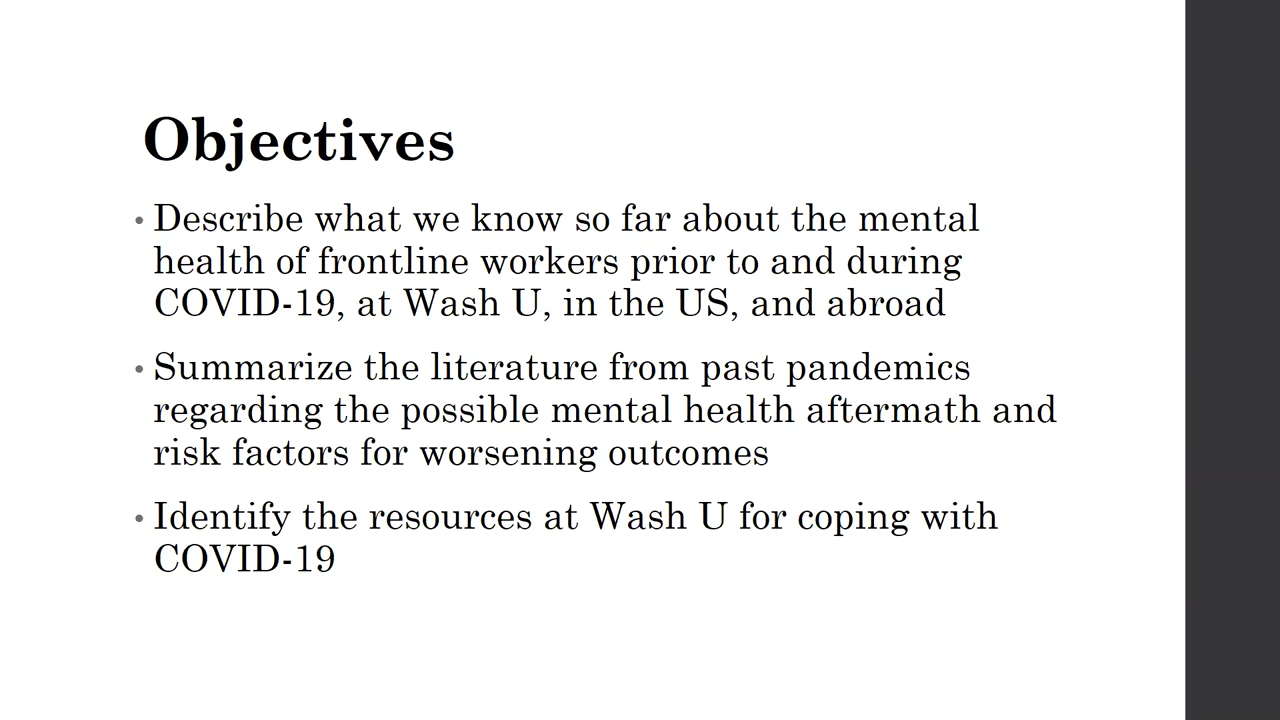 Objectives
• Describe what we know so far about the mental
health of frontline workers prior to and during
COVID-19, at Wash U, in the US, and abroad
• Summarize the literature from past pandemics
regarding the possible mental health aftermath and
risk factors for worsening outcomes
• Identify the resources at Wash U for coping with
COVID-19